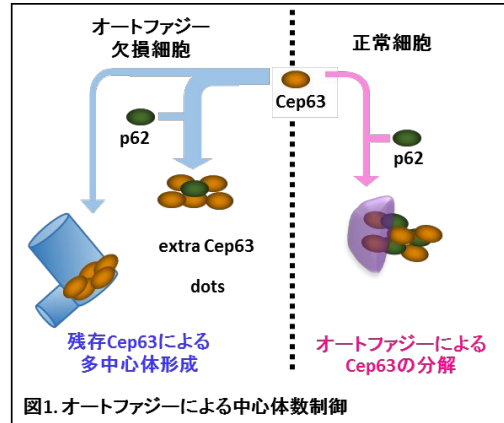 オートファジー
欠損細胞
正常細胞
Cep63
p62
p62
extra Cep63
dots
残存Cep63による
多中心体形成
オートファジーによる
Cep63の分解
図1. オートファジーによる中心体数制御